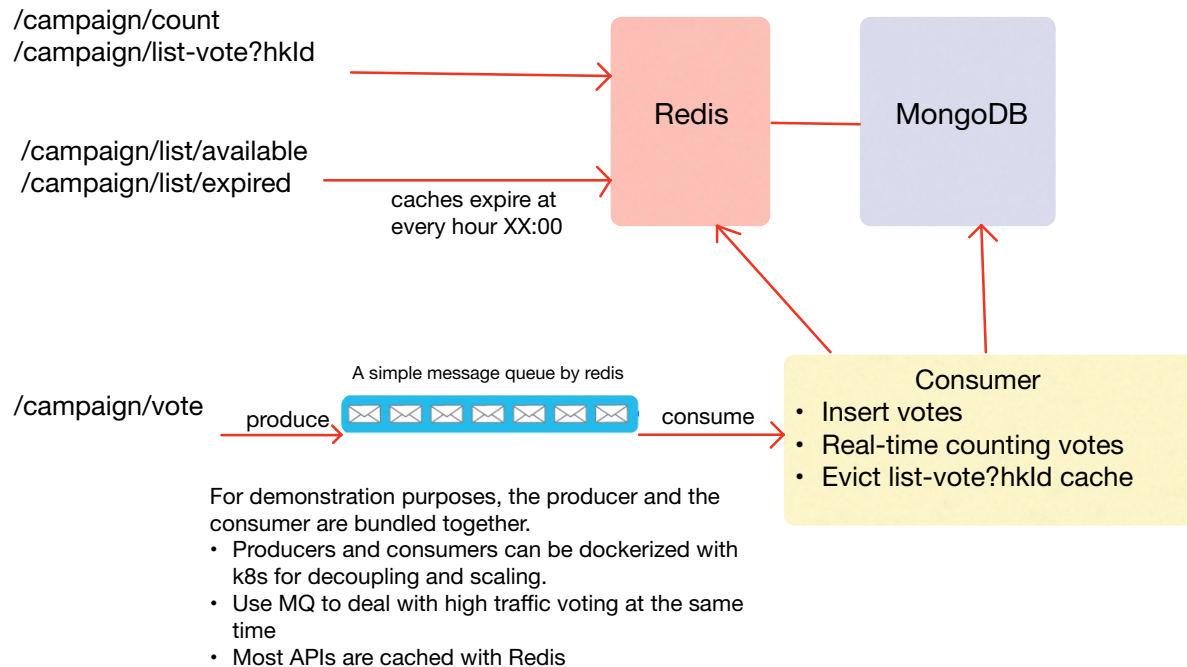 /campaign/count
/campaign/list-vote?hkId
Redis
MongoDB
/campaign/list/available
/campaign/list/expired
caches expire at
every hour XX:00
A simple message queue by redis
/campaign/vote
produce
consume
Consumer
• Insert votes
• Real-time counting votes
• Evict list-vote?hkId cache
For demonstration purposes, the producer and the
consumer are bundled together.
• Producers and consumers can be dockerized with
k8s for decoupling and scaling.
• Use MQ to deal with high traffic voting at the same
time
• Most APIs are cached with Redis